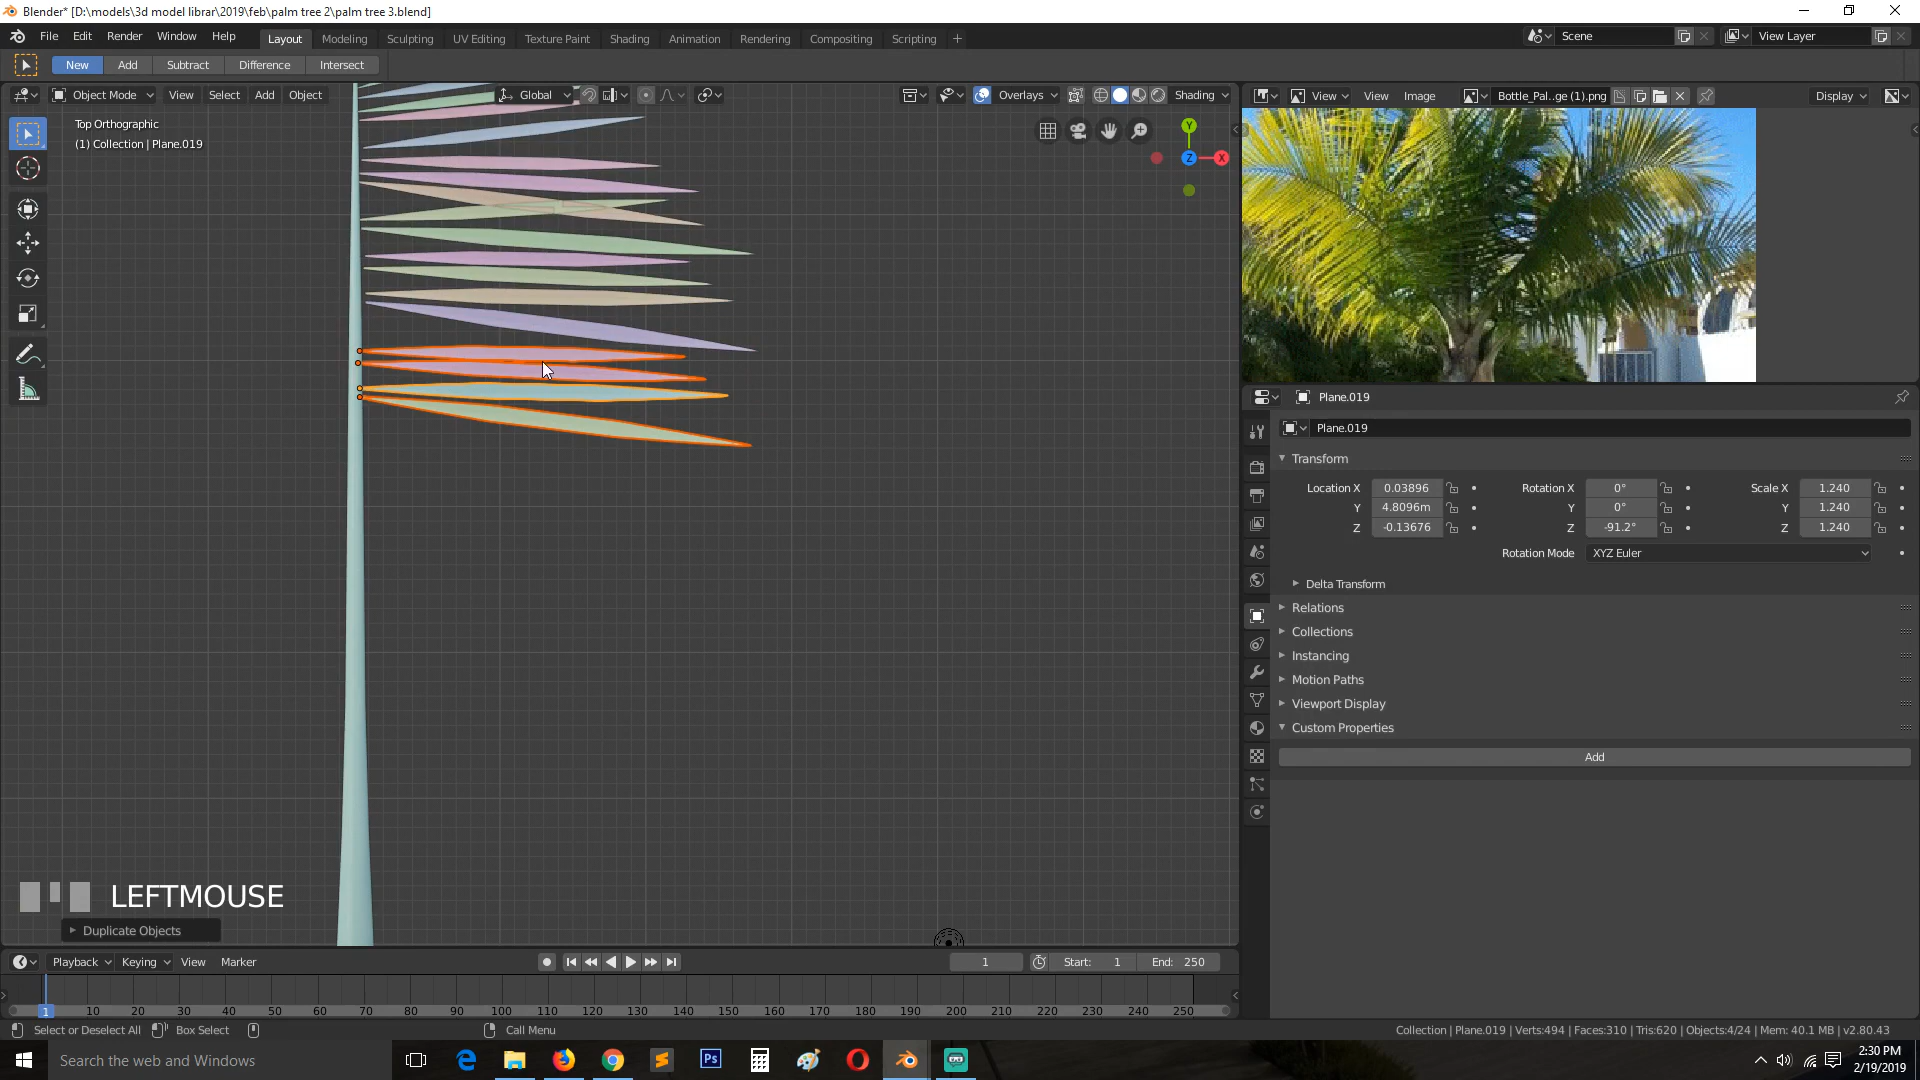 Blender* [D:\models\3d model librar\2019\feb\palm tree 2\palm tree 3.blend]
File Edit Render Window Help Layout Modeling Sculpting UV Editing Texture Paint Shading Animation Rendering Compositing Scripting + Scene View Layer
New Add Subtract Difference Intersect
Object Mode View Select Add Object Global Overlays Shading View View Image Bottle_Pal..ge (1).png Display
Top Orthographic
(1) Collection | Plane.019
Y
Z
X
Plane.019
Plane.019
Transform
Location X 0.03896 Rotation X 0° Scale X 1.240
Y 4.8096m Y 0° Y 1.240
Z -0.13676 Z -91.2° Z 1.240
Rotation Mode XYZ Euler
Delta Transform
Relations
Collections
Instancing
Motion Paths
Viewport Display
Custom Properties
Add
LEFTMOUSE
Duplicate Objects
Playback Keying View Marker 1 Start: 1 End: 250
1 10 20 30 40 50 60 70 80 90 100 110 120 130 140 150 160 170 180 190 200 210 220 230 240 250
Select or Deselect All Box Select Call Menu Collection | Plane.019 | Verts:494 | Faces:310 | Tris:620 | Objects:4/24 | Mem: 40.1 MB | v2.80.43
Search the web and Windows Ps 2:30 PM
2/19/2019